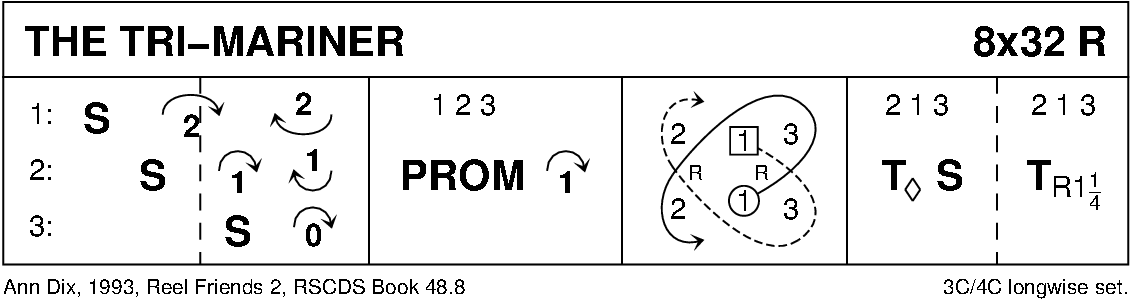 THE TRI–MARINER 8x32 R
1: S 2 2
2: S 1 1
3: S 0
1 2 3
PROM 1
2 1 3
R R
2 1 3
2 1 3 2 1 3
T◇ S TR1¼
Ann Dix, 1993, Reel Friends 2, RSCDS Book 48.8 3C/4C longwise set.